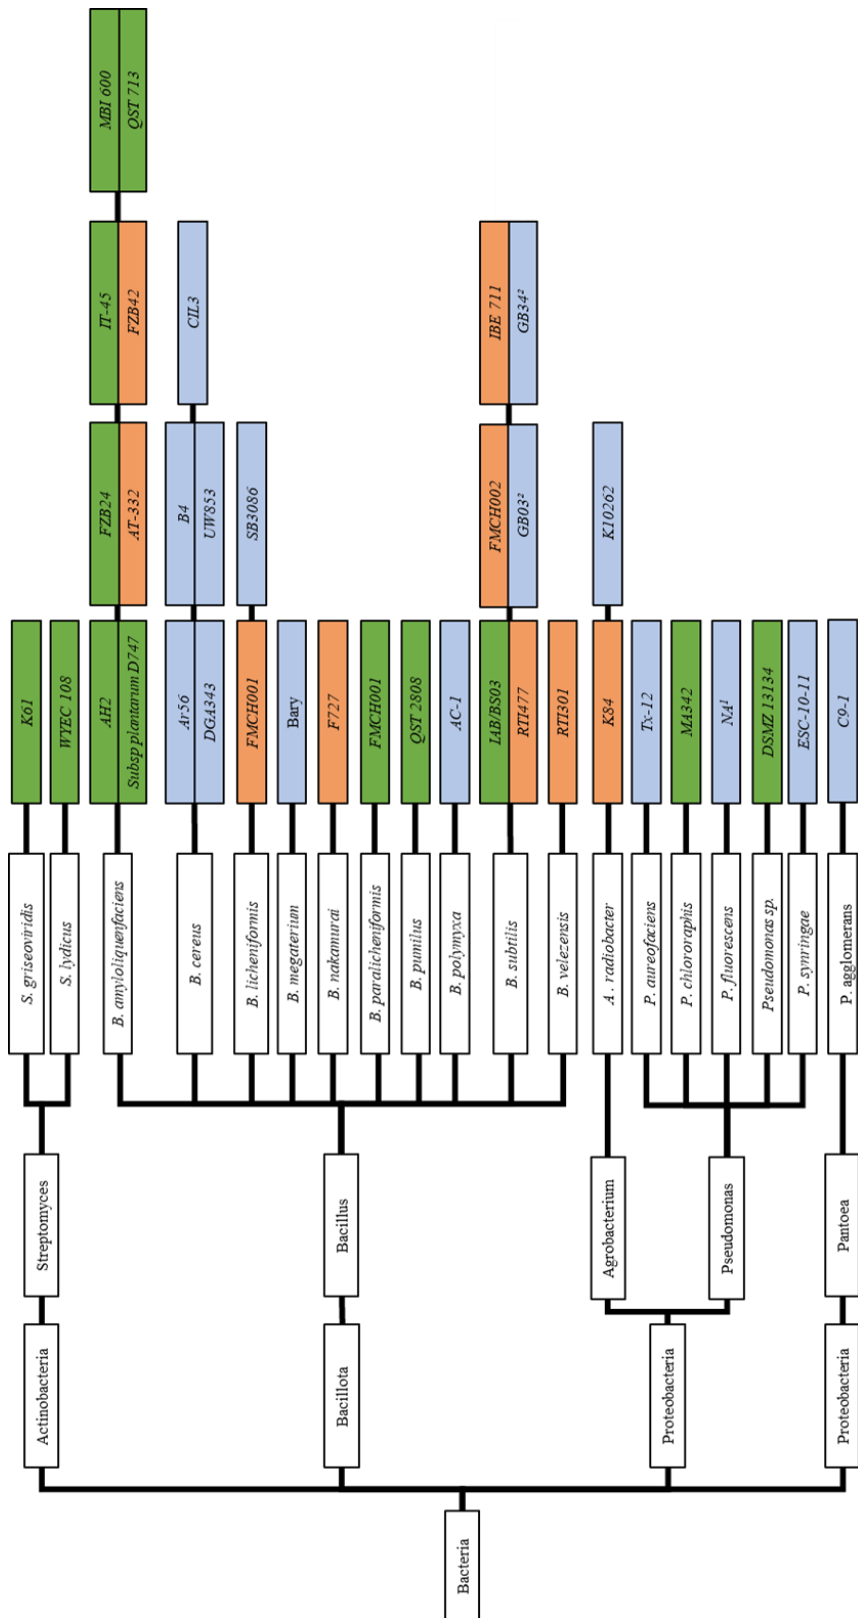 Bacteria
Actinobacteria
Bacillota
Proteobacteria
Proteobacteria
Streptomyces
Bacillus
Agrobacterium
Pseudomonas
Pantoea
S. griseoviridis
S. lydicus
B. amyloliquenfaciens
B. cereus
B. licheniformis
B. megaterium
B. nakamurai
B. paralicheniformis
B. pumilus
B. polymyxa
B. subtilis
B. velezensis
A . radiobacter
P. aureofaciens
P. chlororaphis
P. fluorescens
Pseudomonas sp.
P. synringae
P. agglomerans
K61
WYEC 108
AH2
Subsp plantarum D747
Ar56
DGA343
FMCH001
Bary
F727
FMCH001
QST 2808
AC-1
IAB/BS03
RTI477
RTI301
K84
Tx-12
MA342
NA¹
DSMZ 13134
ESC-10-11
C9-1
FZB24
AT-332
B4
UW853
SB3086
FMCH002
GB03²
K10262
IT-45
FZB42
CIL3
IBE 711
GB34²
MBI 600
QST 713